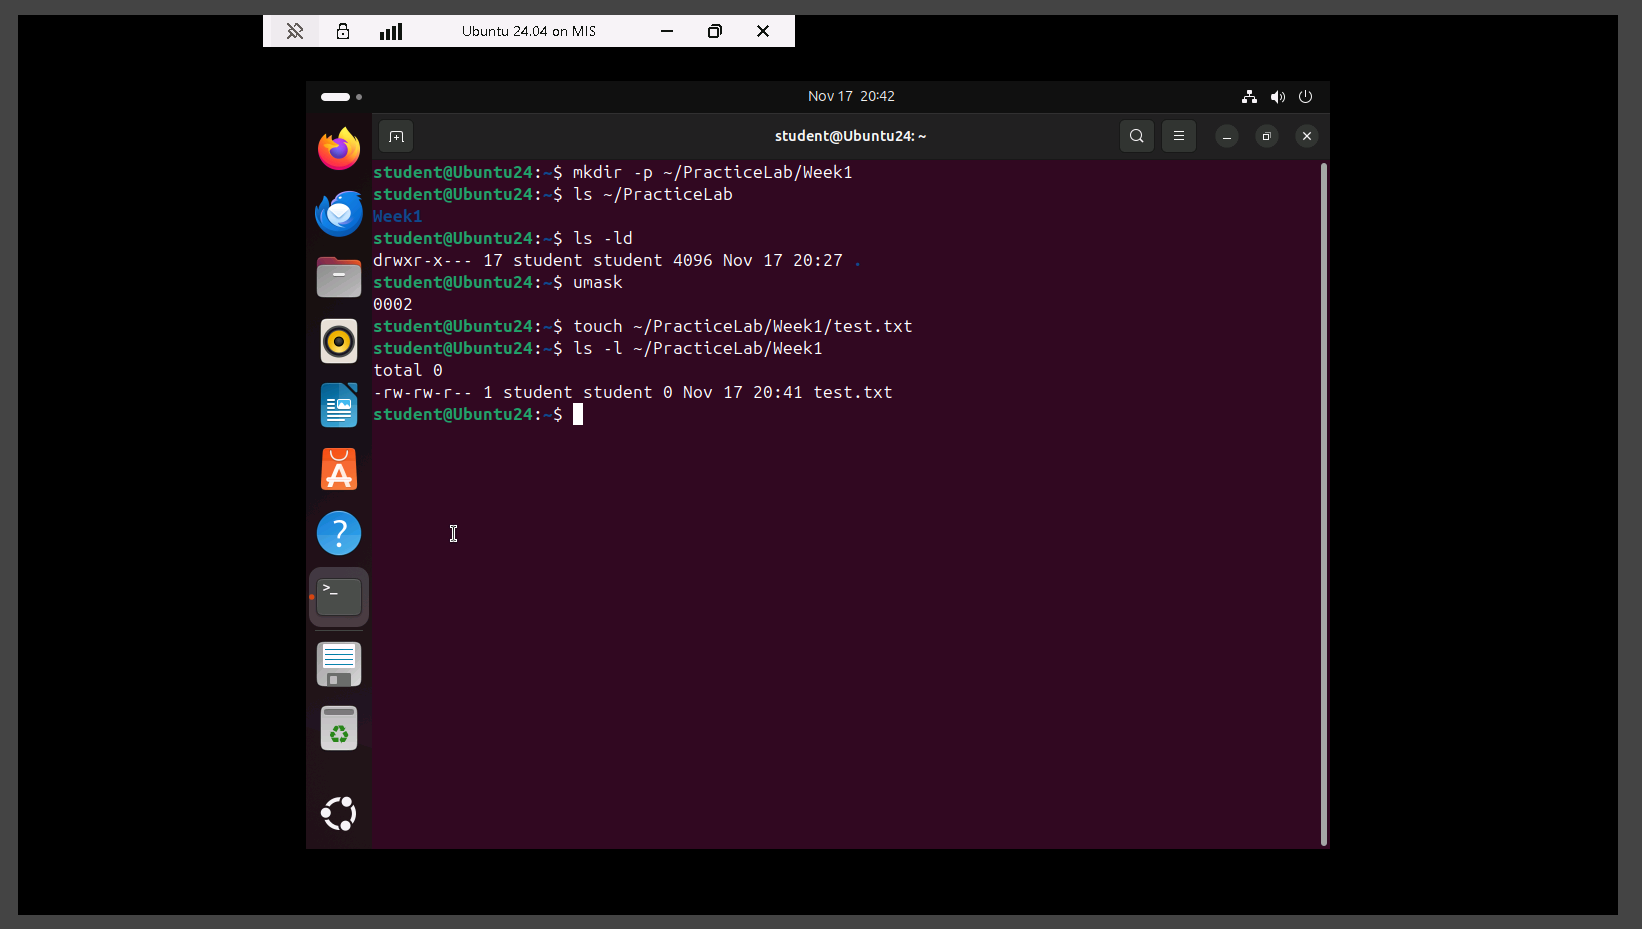 Ubuntu 24.04 on MIS
Nov 17 20:42
student@Ubuntu24: ~
student@Ubuntu24:~$ mkdir -p ~/PracticeLab/Week1
student@Ubuntu24:~$ ls ~/PracticeLab
Week1
student@Ubuntu24:~$ ls -ld
drwxr-x--- 17 student student 4096 Nov 17 20:27 .
student@Ubuntu24:~$ umask
0002
student@Ubuntu24:~$ touch ~/PracticeLab/Week1/test.txt
student@Ubuntu24:~$ ls -l ~/PracticeLab/Week1
total 0
-rw-rw-r-- 1 student student 0 Nov 17 20:41 test.txt
student@Ubuntu24:~$